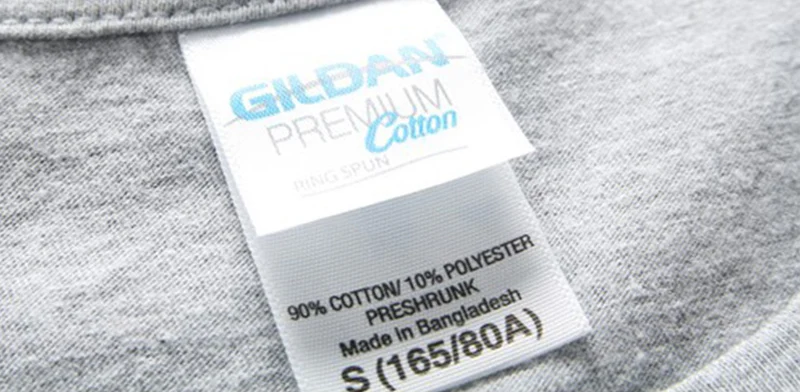 GILDAN®
PREMIUM
Cotton
RING SPUN
90% COTTON/ 10% POLYESTER
PRESHRUNK
Made in Bangladesh
S (165/80A)